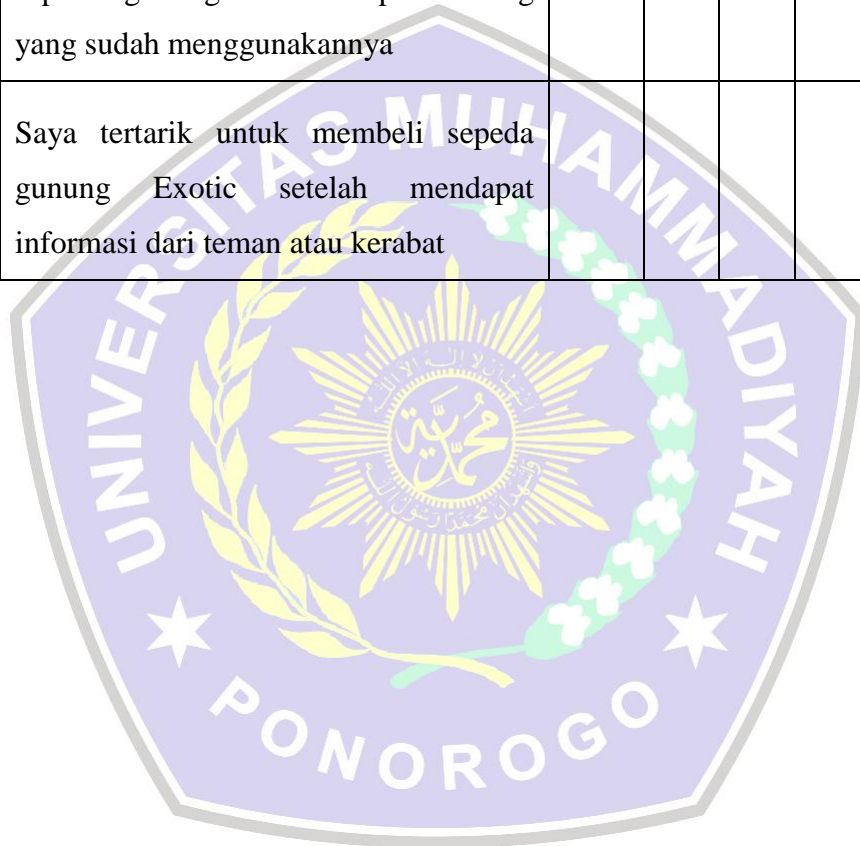 yang sudah menggunakannya
Saya tertarik untuk membeli sepeda
gunung Exotic setelah mendapat
informasi dari teman atau kerabat
UNIVERSITAS MUHAMMADIYAH
محمدية
PONOROGO